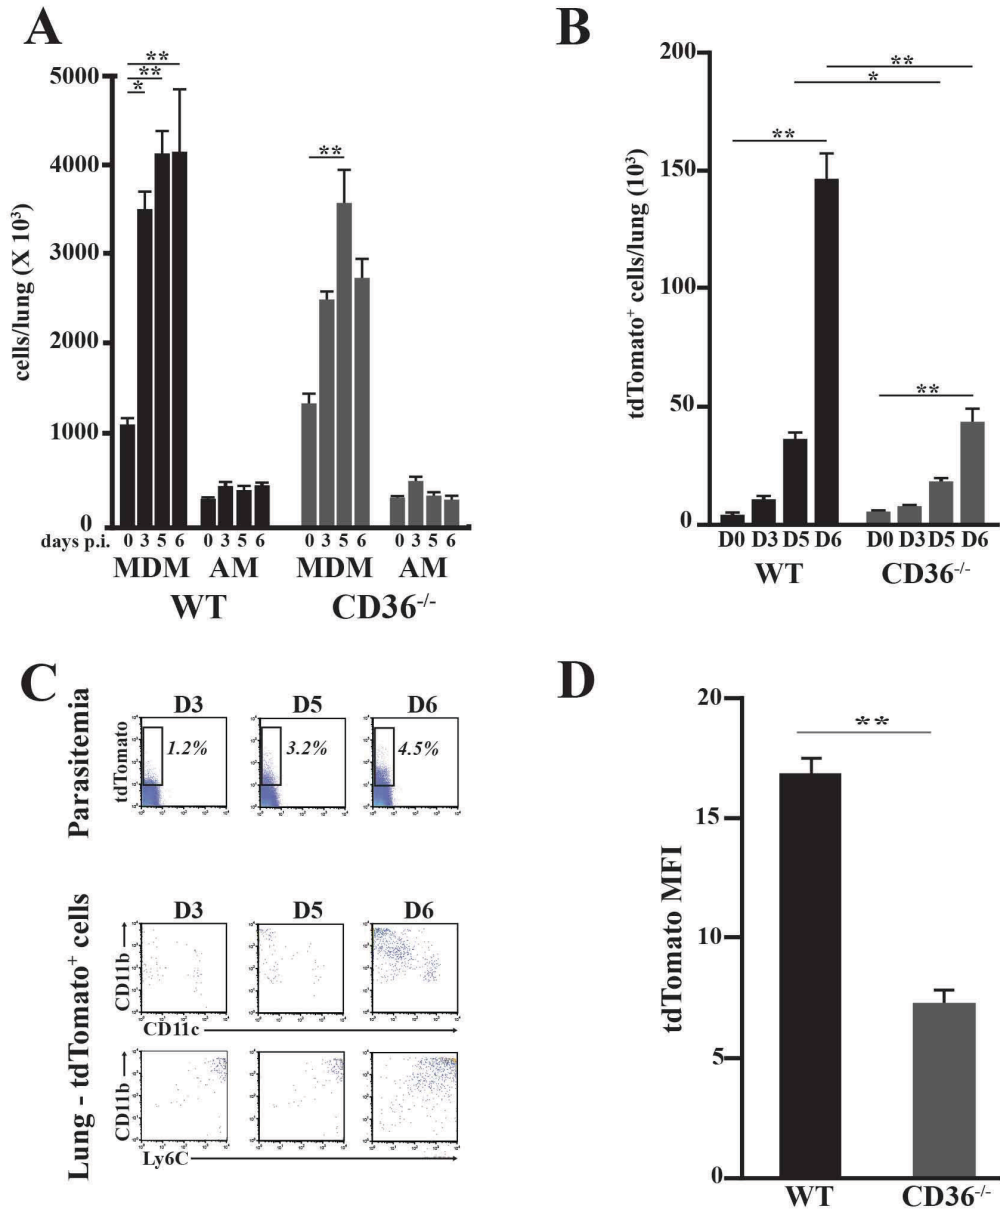 A
5000
4000
3000
2000
1000
0
cells/lung (X 10³)
**
**
*
**
days p.i. 0 3 5 6 0 3 5 6 0 3 5 6 0 3 5 6
MDM AM MDM AM
WT CD36-/-
B
200
150
100
50
0
tdTomato+ cells/lung (10³)
**
*
**
**
D0 D3 D5 D6 D0 D3 D5 D6
WT CD36-/-
C
Parasitemia
D3 D5 D6
tdTomato
1.2% 3.2% 4.5%
Lung - tdTomato+ cells
D3 D5 D6
CD11b
CD11c
CD11b
Ly6C
D
20
15
10
5
0
tdTomato MFI
**
WT CD36-/-